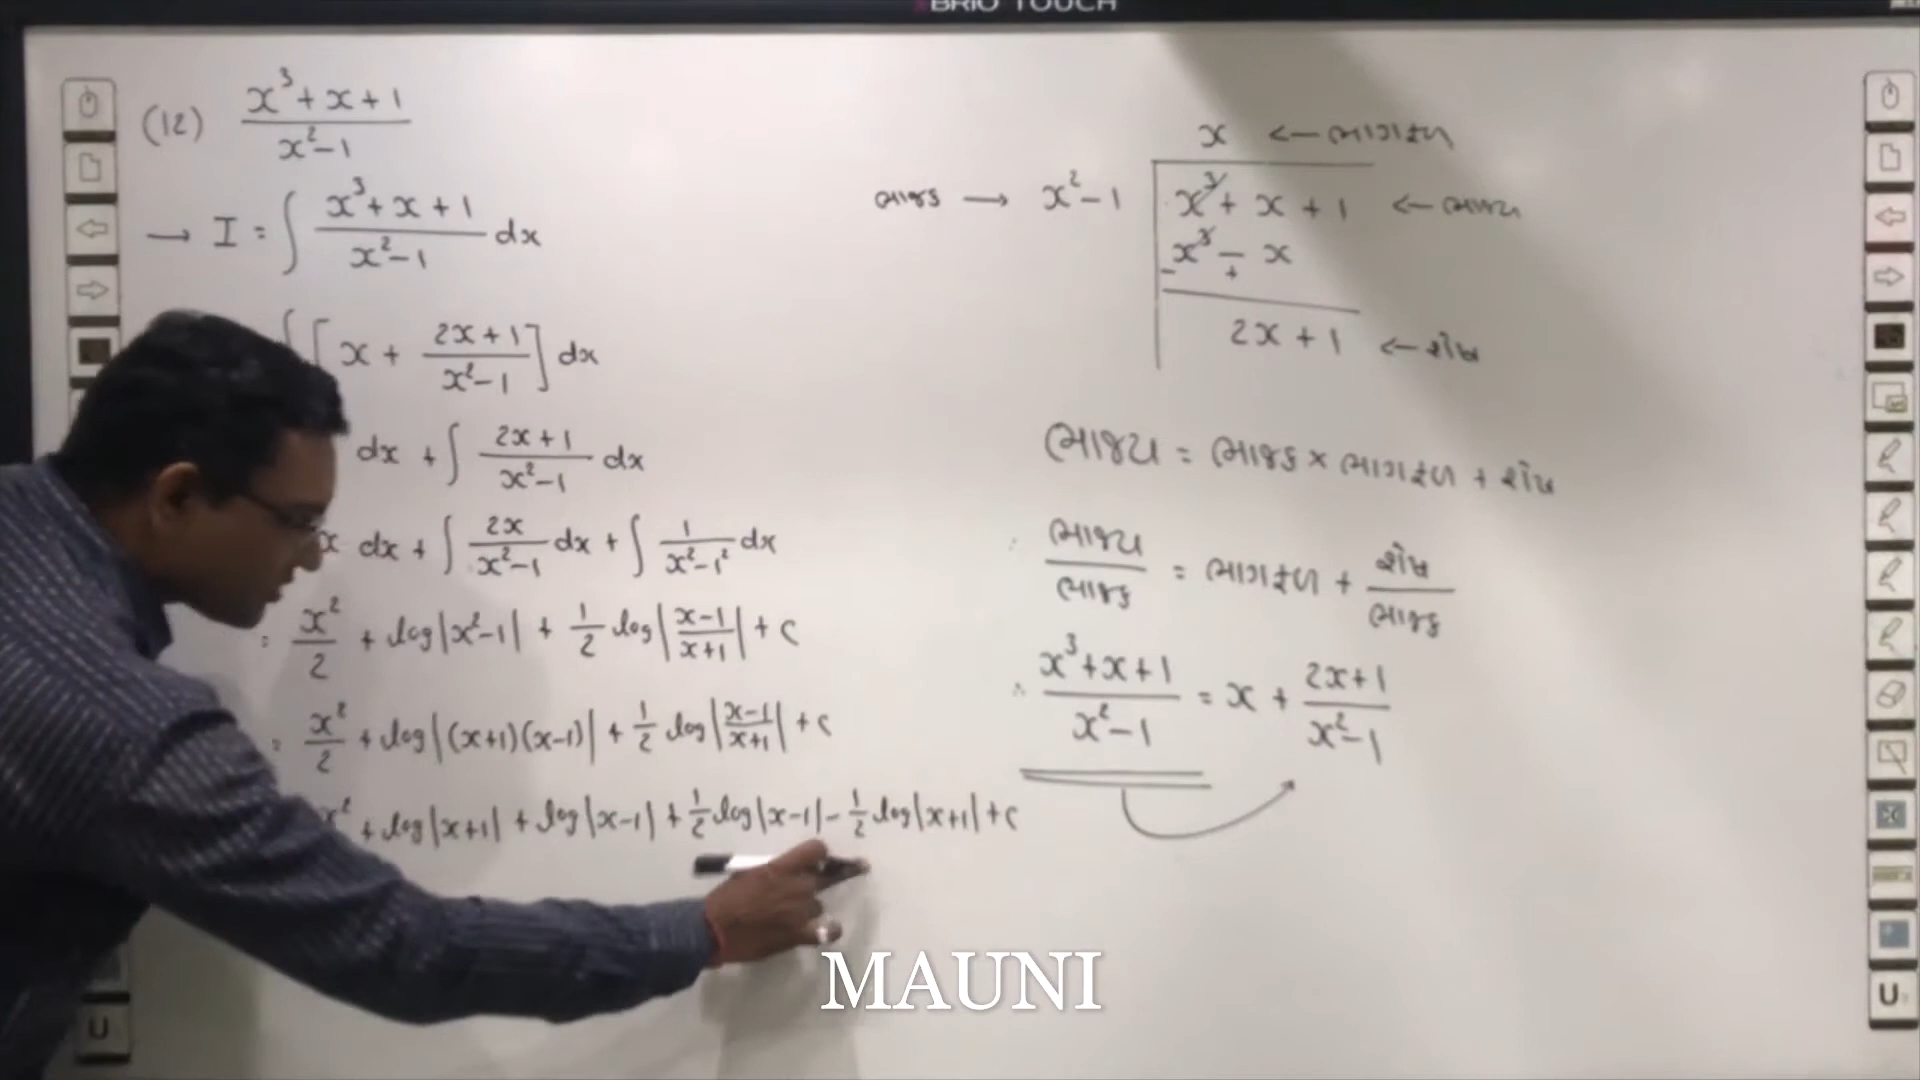 BRIO TOUCH
(12) x³+x+1 / x²-1
→ I = ∫ x³+x+1 / x²-1 dx
∫ [ x + 2x+1 / x²-1 ] dx
dx + ∫ 2x+1 / x²-1 dx
x dx + ∫ 2x / x²-1 dx + ∫ 1 / x²-1² dx
= x²/2 + log|x²-1| + 1/2 log|x-1 / x+1| + c
= x²/2 + log|(x+1)(x-1)| + 1/2 log|x-1 / x+1| + c
x² + log|x+1| + log|x-1| + 1/2 log|x-1| - 1/2 log|x+1| + c
x ← ભાગફળ
ભાજક → x²-1 x³ + x + 1 ← ભાજ્ય
x³ - x
- +
2x + 1 ← શેષ
ભાજ્ય = ભાજક × ભાગફળ + શેષ
∴ ભાજ્ય / ભાજક = ભાગફળ + શેષ / ભાજક
∴ x³+x+1 / x²-1 = x + 2x+1 / x²-1
U
U
MAUNI